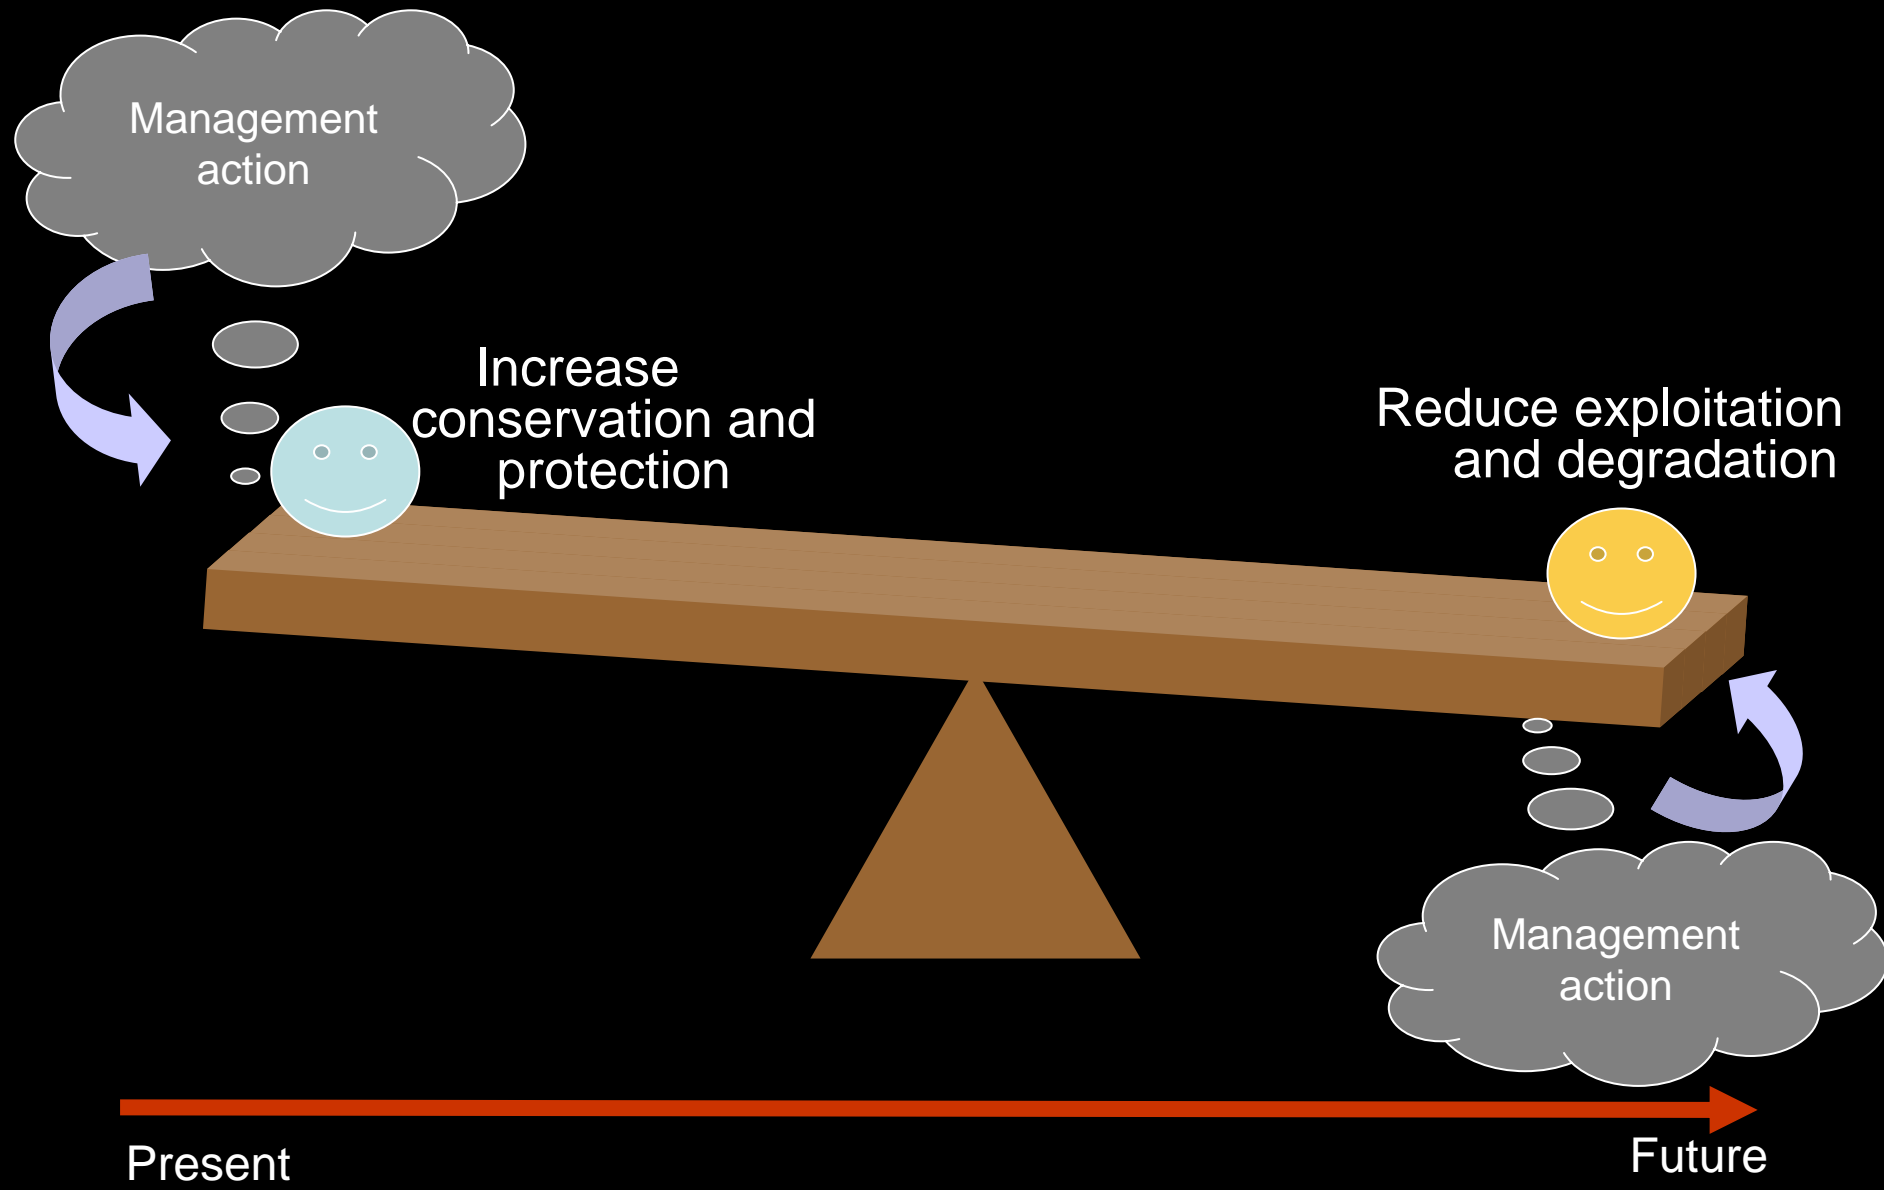 Management
action
Increase
conservation and
protection
Reduce exploitation
and degradation
Management
action
Present
Future